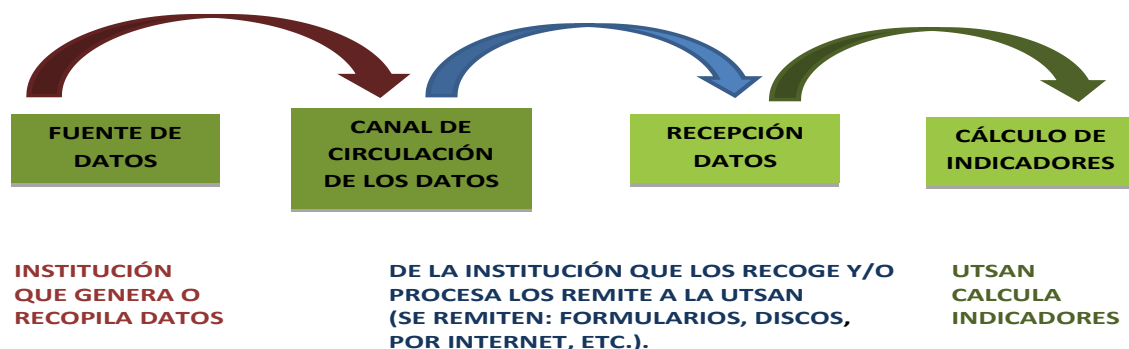 FUENTE DE
DATOS
CANAL DE
CIRCULACIÓN
DE LOS DATOS
RECEPCIÓN
DATOS
CÁLCULO DE
INDICADORES
INSTITUCIÓN
QUE GENERA O
RECOPILA DATOS
DE LA INSTITUCIÓN QUE LOS RECOGE Y/O
PROCESA LOS REMITE A LA UTSAN
(SE REMITEN: FORMULARIOS, DISCOS,
POR INTERNET, ETC.).
UTSAN
CALCULA
INDICADORES